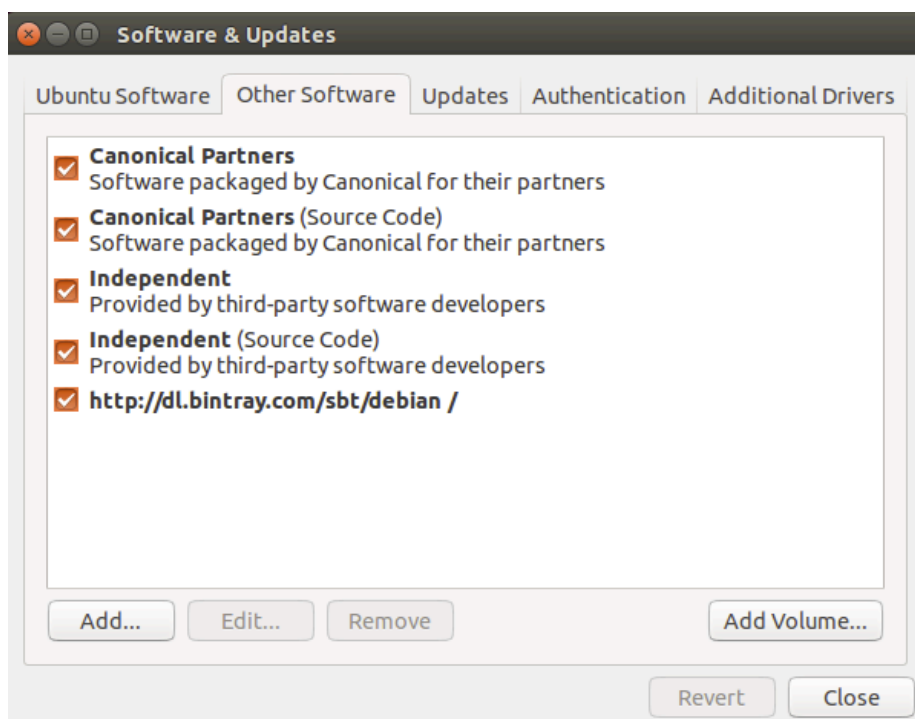 Software & Updates
Ubuntu Software Other Software Updates Authentication Additional Drivers
Canonical Partners
Software packaged by Canonical for their partners
Canonical Partners (Source Code)
Software packaged by Canonical for their partners
Independent
Provided by third-party software developers
Independent (Source Code)
Provided by third-party software developers
http://dl.bintray.com/sbt/debian /
Add... Edit... Remove Add Volume...
Revert Close